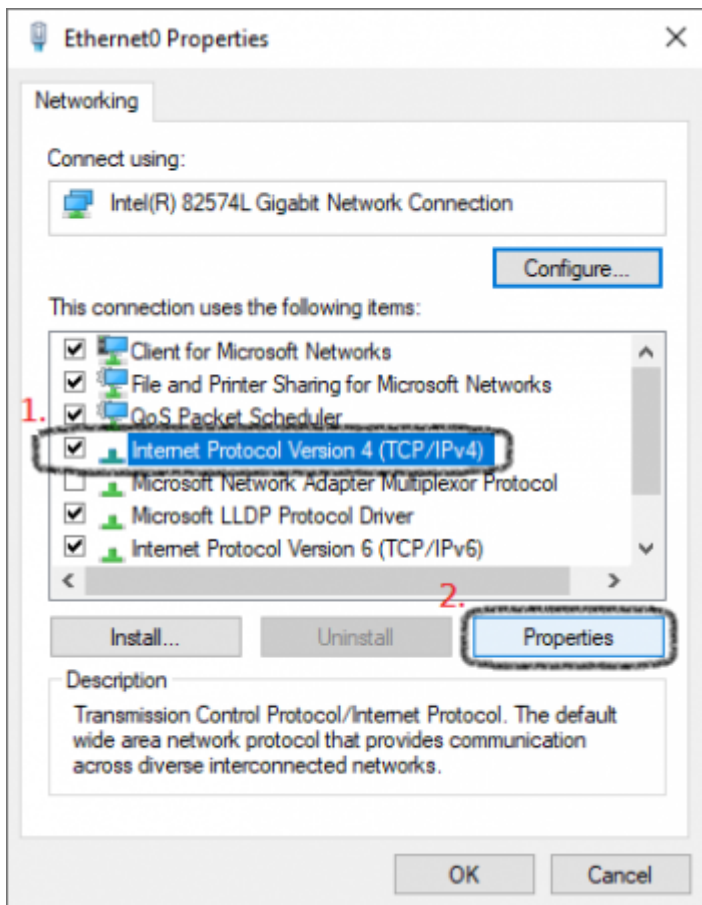 Ethernet0 Properties
Networking
Connect using:
Intel(R) 82574L Gigabit Network Connection
Configure...
This connection uses the following items:
Client for Microsoft Networks
File and Printer Sharing for Microsoft Networks
1.
QoS Packet Scheduler
Internet Protocol Version 4 (TCP/IPv4)
Microsoft Network Adapter Multiplexor Protocol
Microsoft LLDP Protocol Driver
Internet Protocol Version 6 (TCP/IPv6)
2.
Install...
Uninstall
Properties
Description
Transmission Control Protocol/Internet Protocol. The default
wide area network protocol that provides communication
across diverse interconnected networks.
OK
Cancel